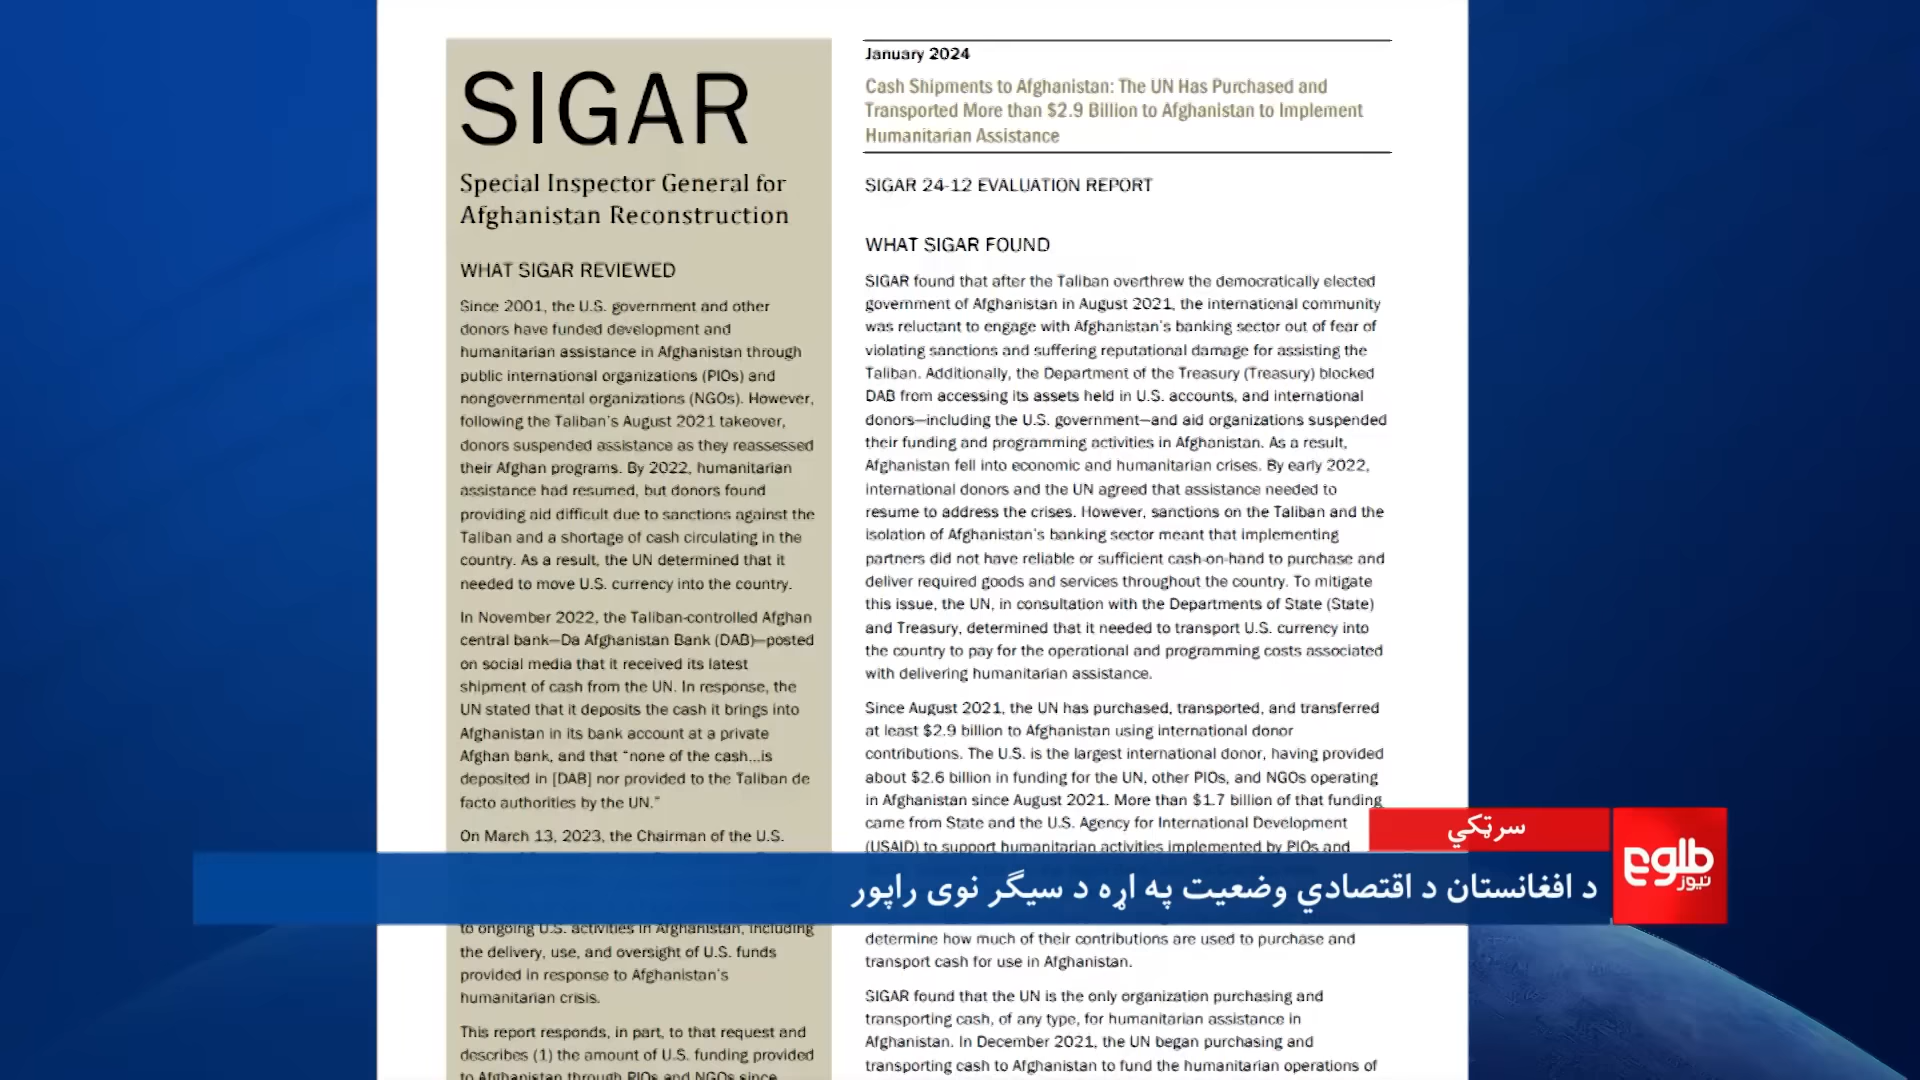 SIGAR
Special Inspector General for
Afghanistan Reconstruction
WHAT SIGAR REVIEWED
Since 2001, the U.S. government and other
donors have funded development and
humanitarian assistance in Afghanistan through
public international organizations (PIOs) and
nongovernmental organizations (NGOs). However,
following the Taliban's August 2021 takeover,
donors suspended assistance as they reassessed
their Afghan programs. By 2022, humanitarian
assistance had resumed, but donors found
providing aid difficult due to sanctions against the
Taliban and a shortage of cash circulating in the
country. As a result, the UN determined that it
needed to move U.S. currency into the country.
In November 2022, the Taliban-controlled Afghan
central bank—Da Afghanistan Bank (DAB)—posted
on social media that it received its latest
shipment of cash from the UN. In response, the
UN stated that it deposits the cash it brings into
Afghanistan in its bank account at a private
Afghan bank, and that “none of the cash...is
deposited in [DAB] nor provided to the Taliban de
facto authorities by the UN.”
On March 13, 2023, the Chairman of the U.S.
to ongoing U.S. activities in Afghanistan, including
the delivery, use, and oversight of U.S. funds
provided in response to Afghanistan's
humanitarian crisis.
This report responds, in part, to that request and
describes (1) the amount of U.S. funding provided
to Afghanistan through PIOs and NGOs since
January 2024
Cash Shipments to Afghanistan: The UN Has Purchased and
Transported More than $2.9 Billion to Afghanistan to Implement
Humanitarian Assistance
SIGAR 24-12 EVALUATION REPORT
WHAT SIGAR FOUND
SIGAR found that after the Taliban overthrew the democratically elected
government of Afghanistan in August 2021, the international community
was reluctant to engage with Afghanistan's banking sector out of fear of
violating sanctions and suffering reputational damage for assisting the
Taliban. Additionally, the Department of the Treasury (Treasury) blocked
DAB from accessing its assets held in U.S. accounts, and international
donors—including the U.S. government—and aid organizations suspended
their funding and programming activities in Afghanistan. As a result,
Afghanistan fell into economic and humanitarian crises. By early 2022,
international donors and the UN agreed that assistance needed to
resume to address the crises. However, sanctions on the Taliban and the
isolation of Afghanistan's banking sector meant that implementing
partners did not have reliable or sufficient cash-on-hand to purchase and
deliver required goods and services throughout the country. To mitigate
this issue, the UN, in consultation with the Departments of State (State)
and Treasury, determined that it needed to transport U.S. currency into
the country to pay for the operational and programming costs associated
with delivering humanitarian assistance.
Since August 2021, the UN has purchased, transported, and transferred
at least $2.9 billion to Afghanistan using international donor
contributions. The U.S. is the largest international donor, having provided
about $2.6 billion in funding for the UN, other PIOs, and NGOs operating
in Afghanistan since August 2021. More than $1.7 billion of that funding
came from State and the U.S. Agency for International Development
(USAID) to support humanitarian activities implemented by PIOs and
determine how much of their contributions are used to purchase and
transport cash for use in Afghanistan.
SIGAR found that the UN is the only organization purchasing and
transporting cash, of any type, for humanitarian assistance in
Afghanistan. In December 2021, the UN began purchasing and
transporting cash to Afghanistan to fund the humanitarian operations of
سرټکي
د افغانستان د اقتصادي وضعیت په اړه د سیګر نوی راپور
طلوع
نیوز